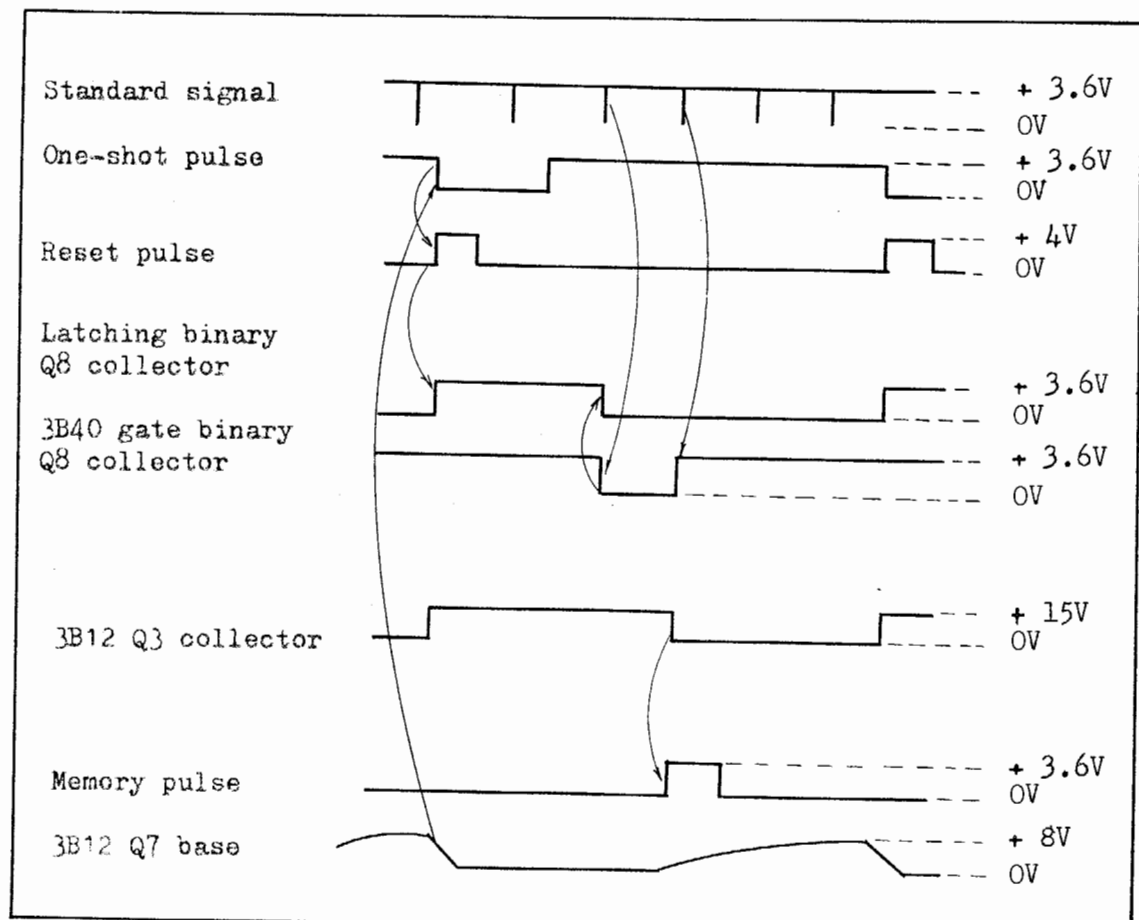 Standard signal
+ 3.6V
0V
One-shot pulse
+ 3.6V
0V
Reset pulse
+ 4V
0V
Latching binary
Q8 collector
+ 3.6V
0V
3B40 gate binary
Q8 collector
+ 3.6V
0V
3B12 Q3 collector
+ 15V
0V
Memory pulse
+ 3.6V
0V
3B12 Q7 base
+ 8V
0V